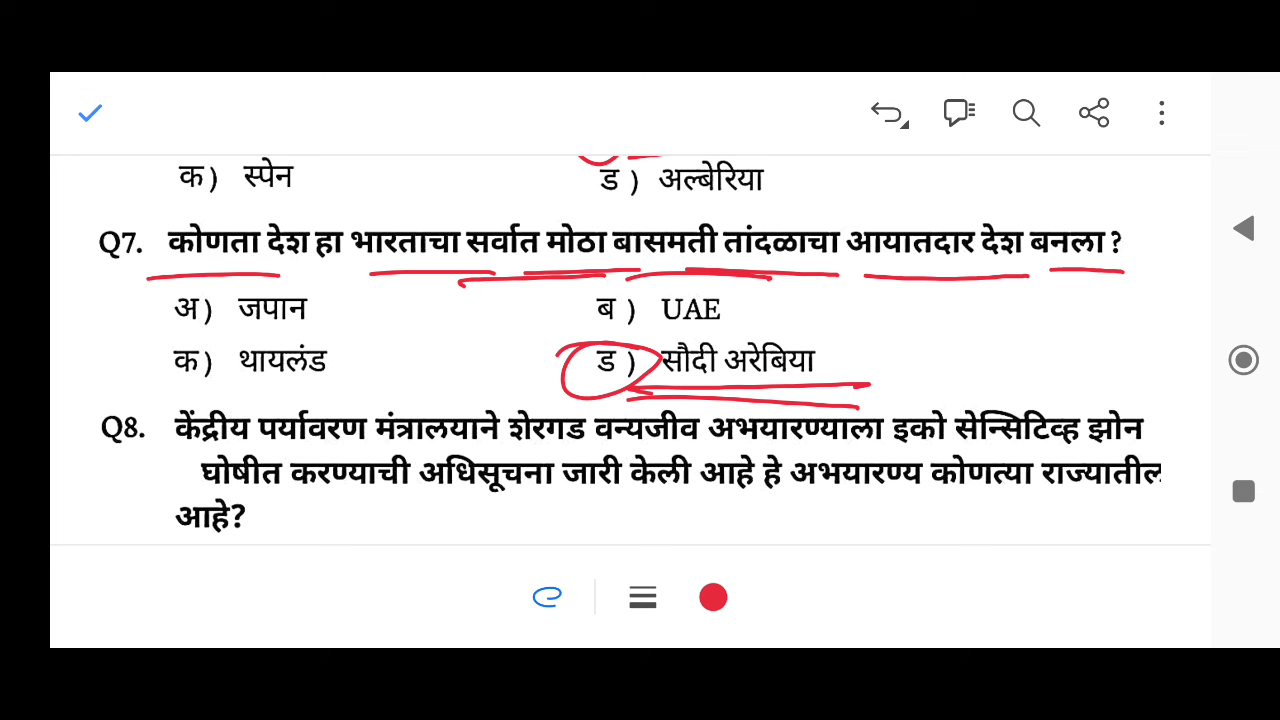 क) स्पेन ड) अल्बेरिया
Q7. कोणता देश हा भारताचा सर्वात मोठा बासमती तांदळाचा आयातदार देश बनला?
अ) जपान ब) UAE
क) थायलंड ड) सौदी अरेबिया
Q8. केंद्रीय पर्यावरण मंत्रालयाने शेरगड वन्यजीव अभयारण्याला इको सेन्सिटिव्ह झोन
घोषीत करण्याची अधिसूचना जारी केली आहे हे अभयारण्य कोणत्या राज्यातील
आहे?